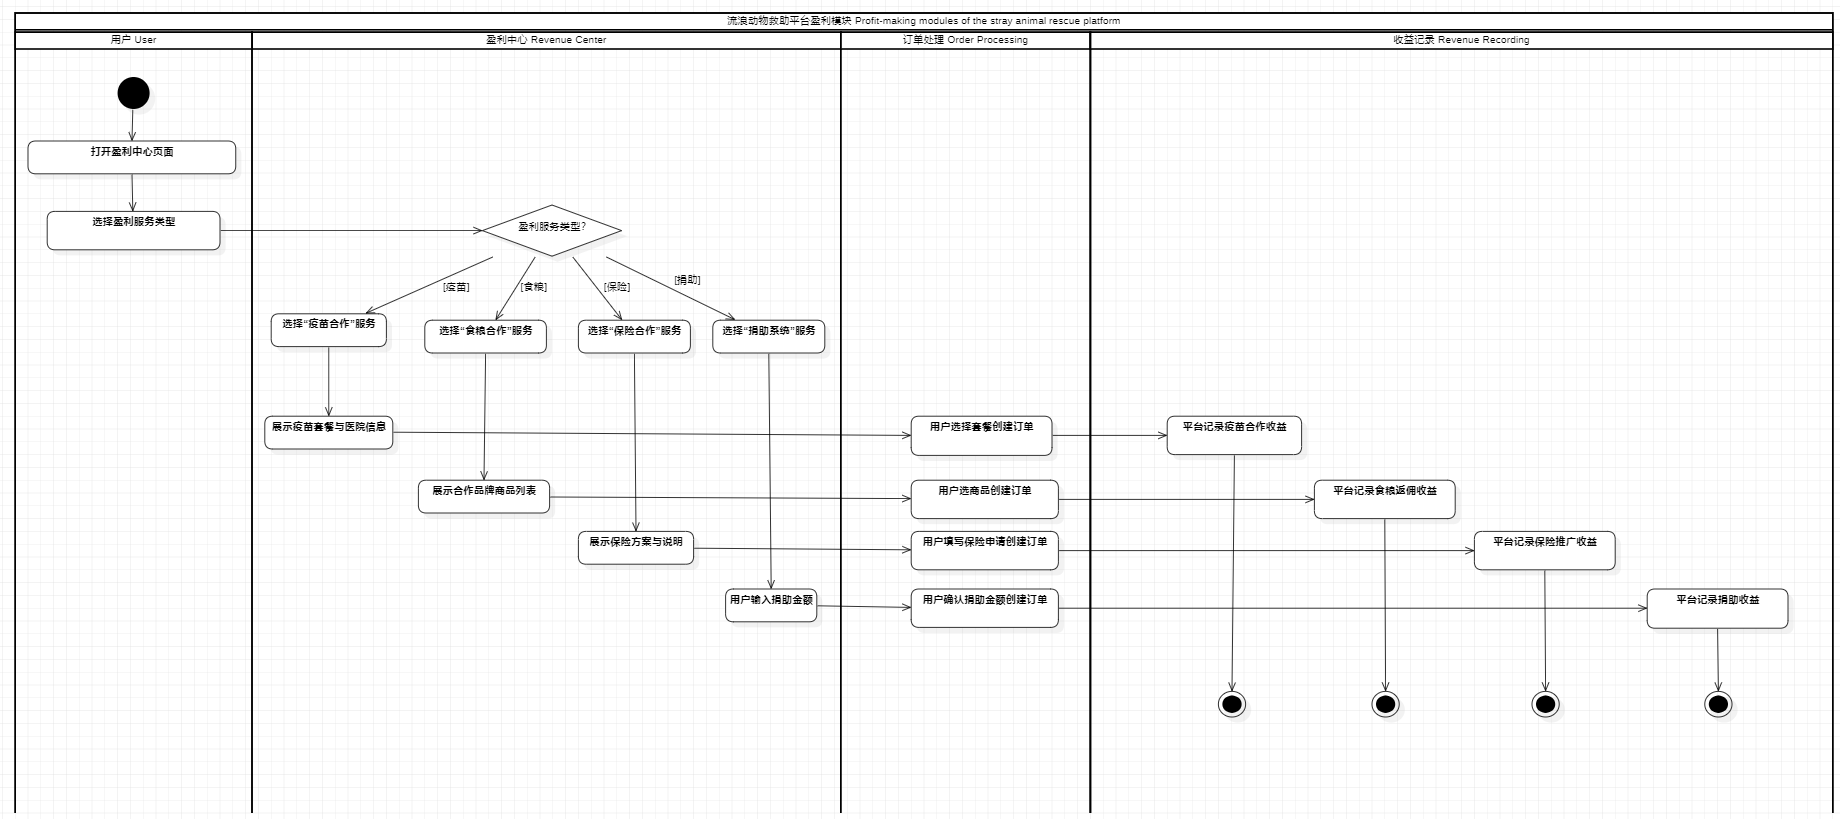 流浪动物救助平台盈利模块 Profit-making modules of the stray animal rescue platform
用户 User
盈利中心 Revenue Center
订单处理 Order Processing
收益记录 Revenue Recording
打开盈利中心页面
选择盈利服务类型
盈利服务类型?
[疫苗]
[食粮]
[保险]
[捐助]
选择“疫苗合作”服务
选择“食粮合作”服务
选择“保险合作”服务
选择“捐助系统”服务
展示疫苗套餐与医院信息
用户选择套餐创建订单
平台记录疫苗合作收益
展示合作品牌商品列表
用户选商品创建订单
平台记录食粮返佣收益
展示保险方案与说明
用户填写保险申请创建订单
平台记录保险推广收益
用户输入捐助金额
用户确认捐助金额创建订单
平台记录捐助收益